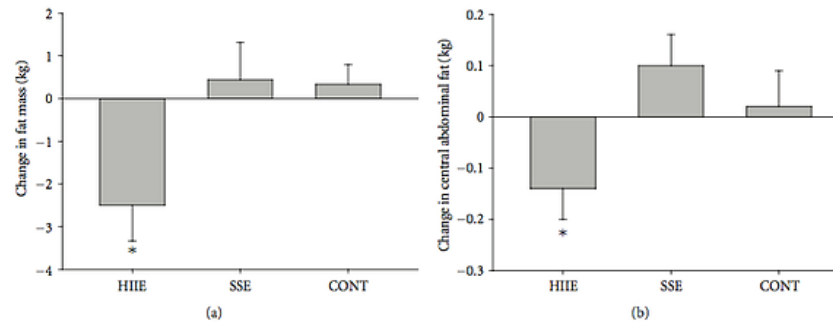 Change in fat mass (kg)
2
1
0
−1
−2
−3
−4
*
HIIE SSE CONT
(a)
Change in central abdominal fat (kg)
0.2
0.1
0
−0.1
−0.2
−0.3
*
HIIE SSE CONT
(b)